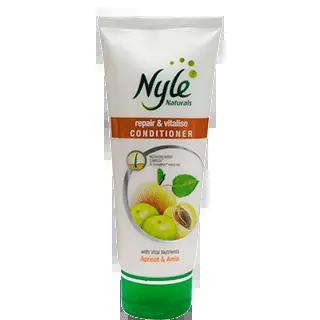 Nyle
Naturals
repair & vitalise
CONDITIONER
with Vital Nutrients
Apricot & Amla